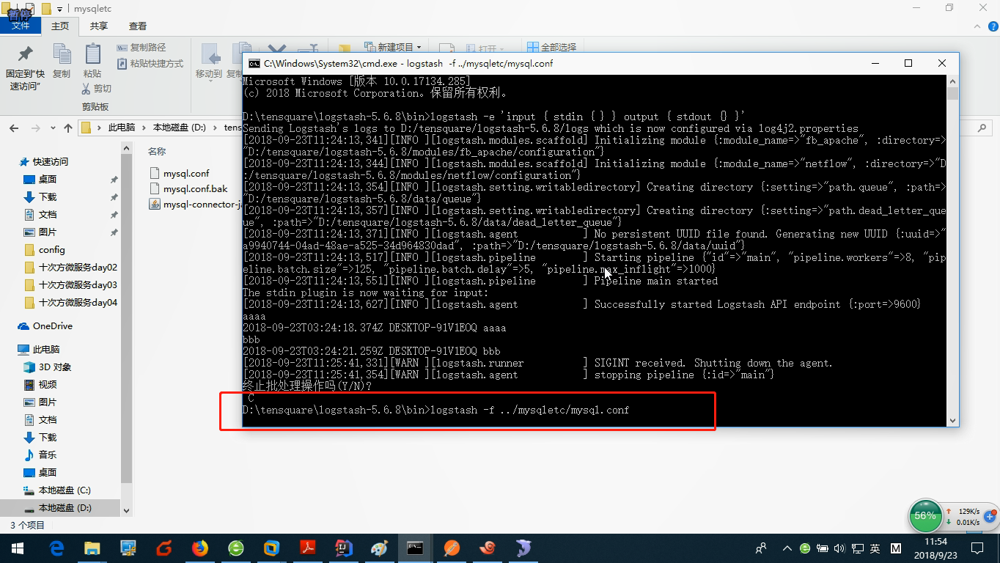 mysqletc
暂停
文件
主页
共享
查看
固定到"快
速访问"
复制
粘贴
复制路径
粘贴快捷方式
剪切
剪贴板
移动到
新建项目
打开
全部选择
此电脑 > 本地磁盘 (D:) >
快速访问
桌面
下载
文档
图片
config
十次方微服务day02
十次方微服务day03
十次方微服务day04
OneDrive
此电脑
3D 对象
视频
图片
文档
下载
音乐
桌面
本地磁盘 (C:)
本地磁盘 (D:)
3 个项目
名称
mysql.conf
mysql.conf.bak
C:\Windows\System32\cmd.exe - logstash  -f ../mysqletc/mysql.conf
Microsoft Windows [版本 10.0.17134.285]
(c) 2018 Microsoft Corporation。保留所有权利。
D:\tensquare\logstash-5.6.8\bin>logstash -e 'input { stdin { } } output { stdout {} }'
Sending Logstash's logs to D:/tensquare/logstash-5.6.8/logs which is now configured via log4j2.properties
[2018-09-23T11:24:13,341][INFO ][logstash.modules.scaffold] Initializing module {:module_name=>"fb_apache", :directory=>
"D:/tensquare/logstash-5.6.8/modules/fb_apache/configuration"}
[2018-09-23T11:24:13,344][INFO ][logstash.modules.scaffold] Initializing module {:module_name=>"netflow", :directory=>"D
:/tensquare/logstash-5.6.8/modules/netflow/configuration"}
[2018-09-23T11:24:13,354][INFO ][logstash.setting.writabledirectory] Creating directory {:setting=>"path.queue", :path=>
"D:/tensquare/logstash-5.6.8/data/queue"}
[2018-09-23T11:24:13,357][INFO ][logstash.setting.writabledirectory] Creating directory {:setting=>"path.dead_letter_que
ue", :path=>"D:/tensquare/logstash-5.6.8/data/dead_letter_queue"}
[2018-09-23T11:24:13,371][INFO ][logstash.agent           ] No persistent UUID file found. Generating new UUID {:uuid=>"
a9940744-04ad-48ae-a525-34d964830dad", :path=>"D:/tensquare/logstash-5.6.8/data/uuid"}
[2018-09-23T11:24:13,517][INFO ][logstash.pipeline        ] Starting pipeline {"id"=>"main", "pipeline.workers"=>8, "pip
eline.batch.size"=>125, "pipeline.batch.delay"=>5, "pipeline.max_inflight"=>1000}
[2018-09-23T11:24:13,551][INFO ][logstash.pipeline        ] Pipeline main started
The stdin plugin is now waiting for input:
[2018-09-23T11:24:13,627][INFO ][logstash.agent           ] Successfully started Logstash API endpoint {:port=>9600}
aaaa
2018-09-23T03:24:18.374Z DESKTOP-91V1EOQ aaaa
bbb
2018-09-23T03:24:21.259Z DESKTOP-91V1EOQ bbb
[2018-09-23T11:25:41,331][WARN ][logstash.runner          ] SIGINT received. Shutting down the agent.
[2018-09-23T11:25:41,354][WARN ][logstash.agent           ] stopping pipeline {:id=>"main"}
终止批处理操作吗(Y/N)?
C
D:\tensquare\logstash-5.6.8\bin>logstash -f ../mysqletc/mysql.conf
56%
129K/s
0.01K/s
英
M
11:54
2018/9/23